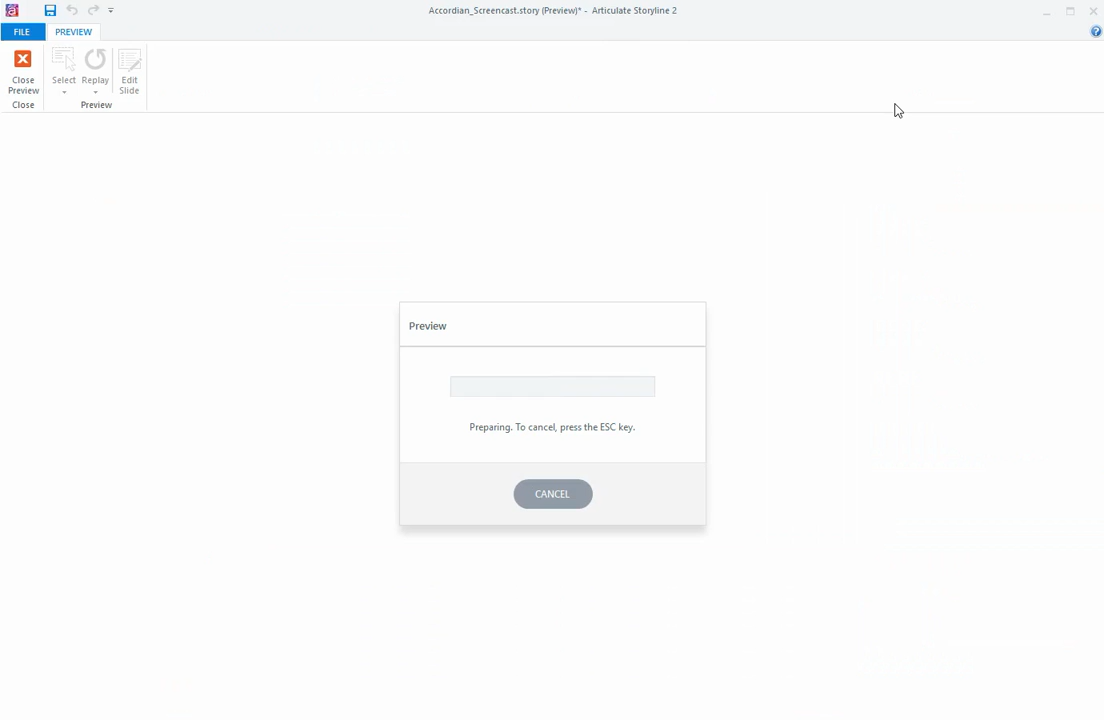 Accordian_Screencast.story (Preview)* - Articulate Storyline 2
FILE
PREVIEW
Close Preview
Select
Replay
Edit Slide
Close
Preview
Preview
Preparing. To cancel, press the ESC key.
CANCEL